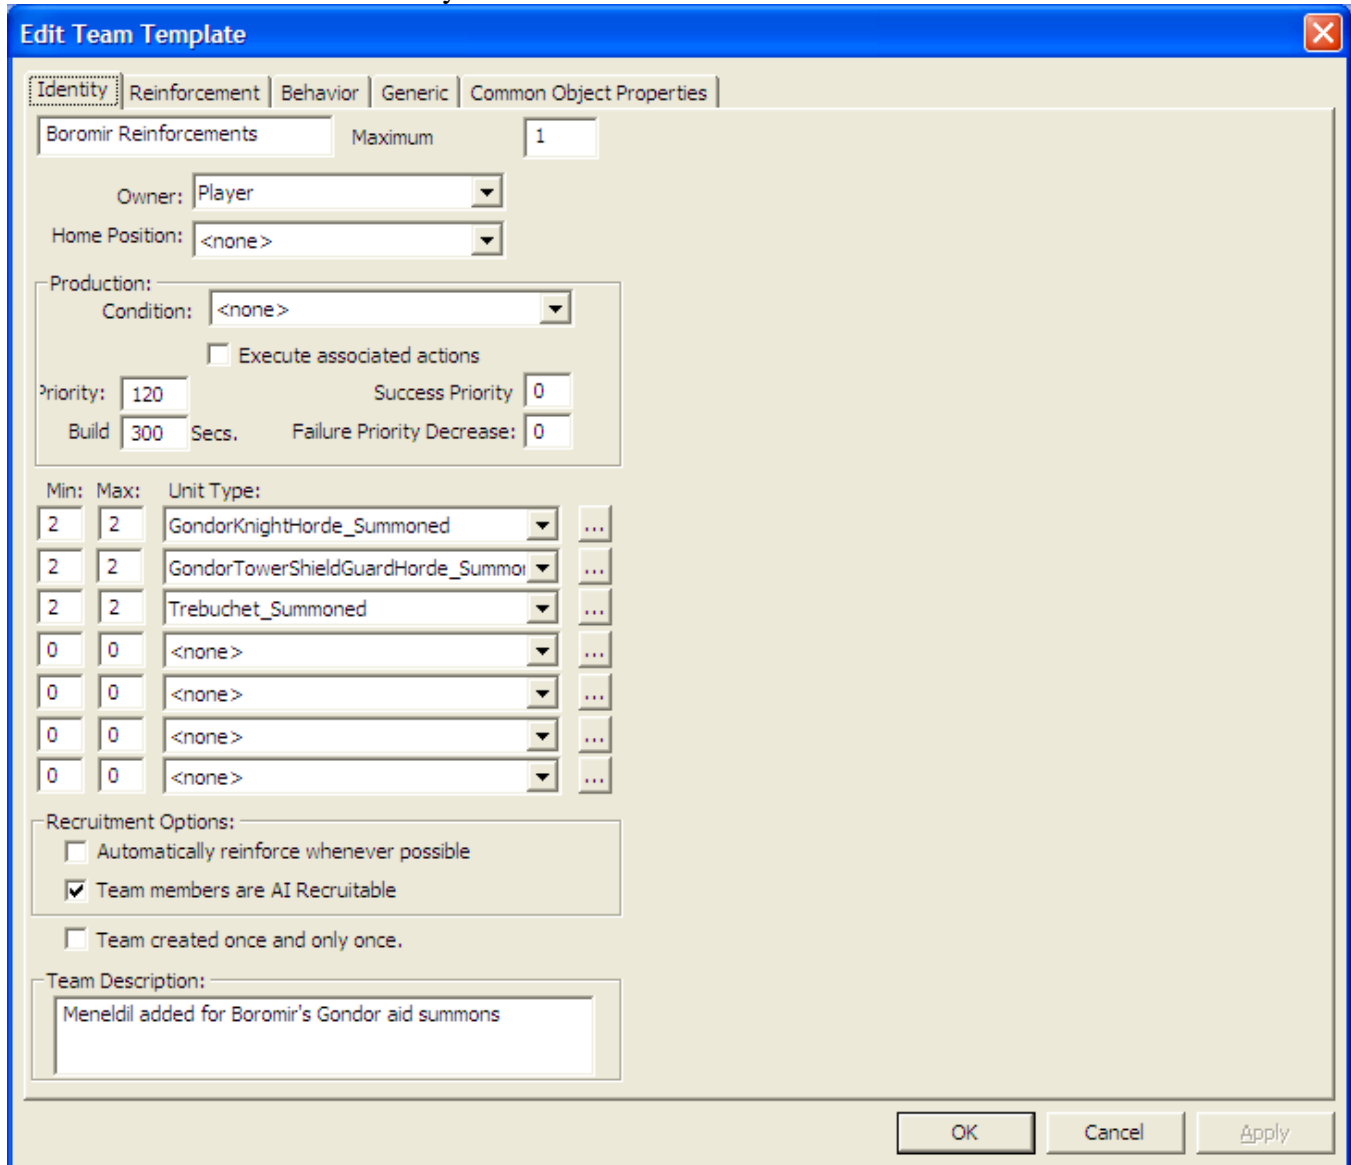 Edit Team Template
Identity Reinforcement Behavior Generic Common Object Properties
Boromir Reinforcements Maximum 1
Owner: Player
Home Position: <none>
Production:
Condition: <none>
Execute associated actions
Priority: 120 Success Priority 0
Build 300 Secs. Failure Priority Decrease: 0
Min: Max: Unit Type:
2 2 GondorKnightHorde_Summoned ...
2 2 GondorTowerShieldGuardHorde_Summo ...
2 2 Trebuchet_Summoned ...
0 0 <none> ...
0 0 <none> ...
0 0 <none> ...
0 0 <none> ...
Recruitment Options:
Automatically reinforce whenever possible
Team members are AI Recruitable
Team created once and only once.
Team Description:
Meneldil added for Boromir's Gondor aid summons
OK Cancel Apply